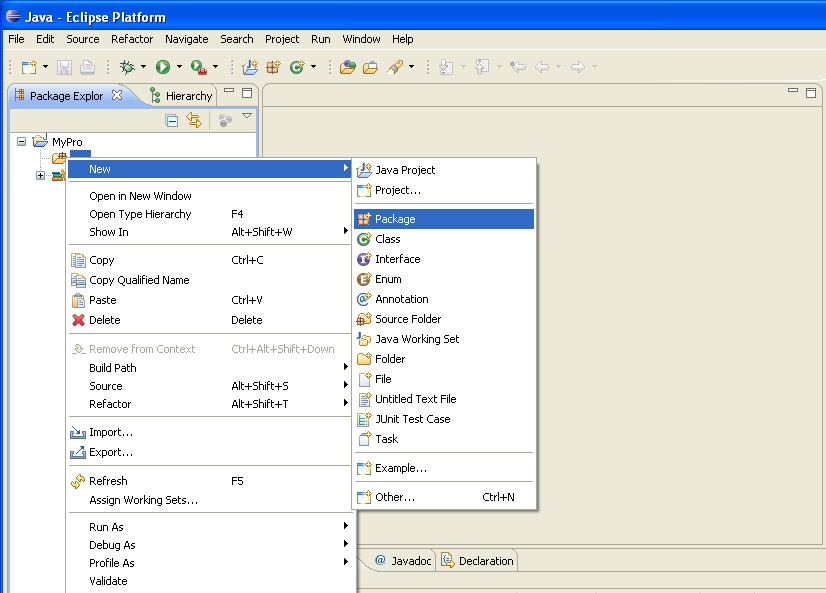 Java - Eclipse Platform
File Edit Source Refactor Navigate Search Project Run Window Help
Package Explor Hierarchy
MyPro
New
Open in New Window
Open Type Hierarchy F4
Show In Alt+Shift+W
Copy Ctrl+C
Copy Qualified Name
Paste Ctrl+V
Delete Delete
Remove from Context Ctrl+Alt+Shift+Down
Build Path
Source Alt+Shift+S
Refactor Alt+Shift+T
Import...
Export...
Refresh F5
Assign Working Sets...
Run As
Debug As
Profile As
Validate
Java Project
Project...
Package
Class
Interface
Enum
Annotation
Source Folder
Java Working Set
Folder
File
Untitled Text File
JUnit Test Case
Task
Example...
Other... Ctrl+N
@ Javadoc Declaration